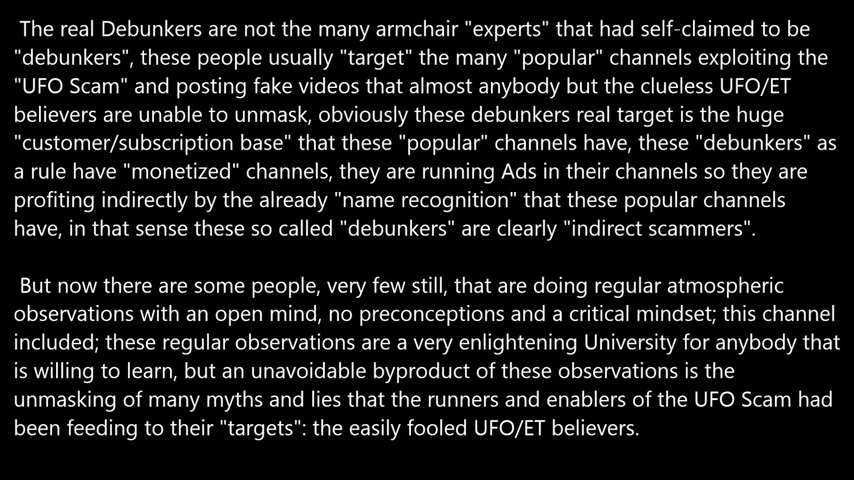 The real Debunkers are not the many armchair "experts" that had self-claimed to be
"debunkers", these people usually "target" the many "popular" channels exploiting the
"UFO Scam" and posting fake videos that almost anybody but the clueless UFO/ET
believers are unable to unmask, obviously these debunkers real target is the huge
"customer/subscription base" that these "popular" channels have, these "debunkers" as
a rule have "monetized" channels, they are running Ads in their channels so they are
profiting indirectly by the already "name recognition" that these popular channels
have, in that sense these so called "debunkers" are clearly "indirect scammers".
But now there are some people, very few still, that are doing regular atmospheric
observations with an open mind, no preconceptions and a critical mindset; this channel
included; these regular observations are a very enlightening University for anybody that
is willing to learn, but an unavoidable byproduct of these observations is the
unmasking of many myths and lies that the runners and enablers of the UFO Scam had
been feeding to their "targets": the easily fooled UFO/ET believers.